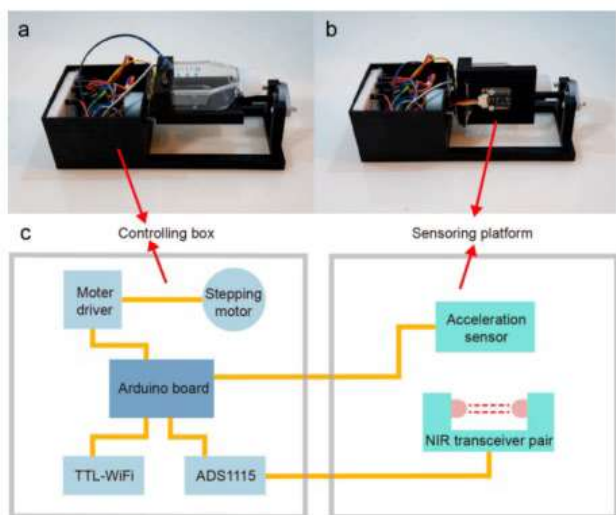 a
b
c
Controlling box
Sensoring platform
Moter
driver
Stepping
motor
Acceleration
sensor
Arduino board
NIR transceiver pair
TTL-WiFi
ADS1115